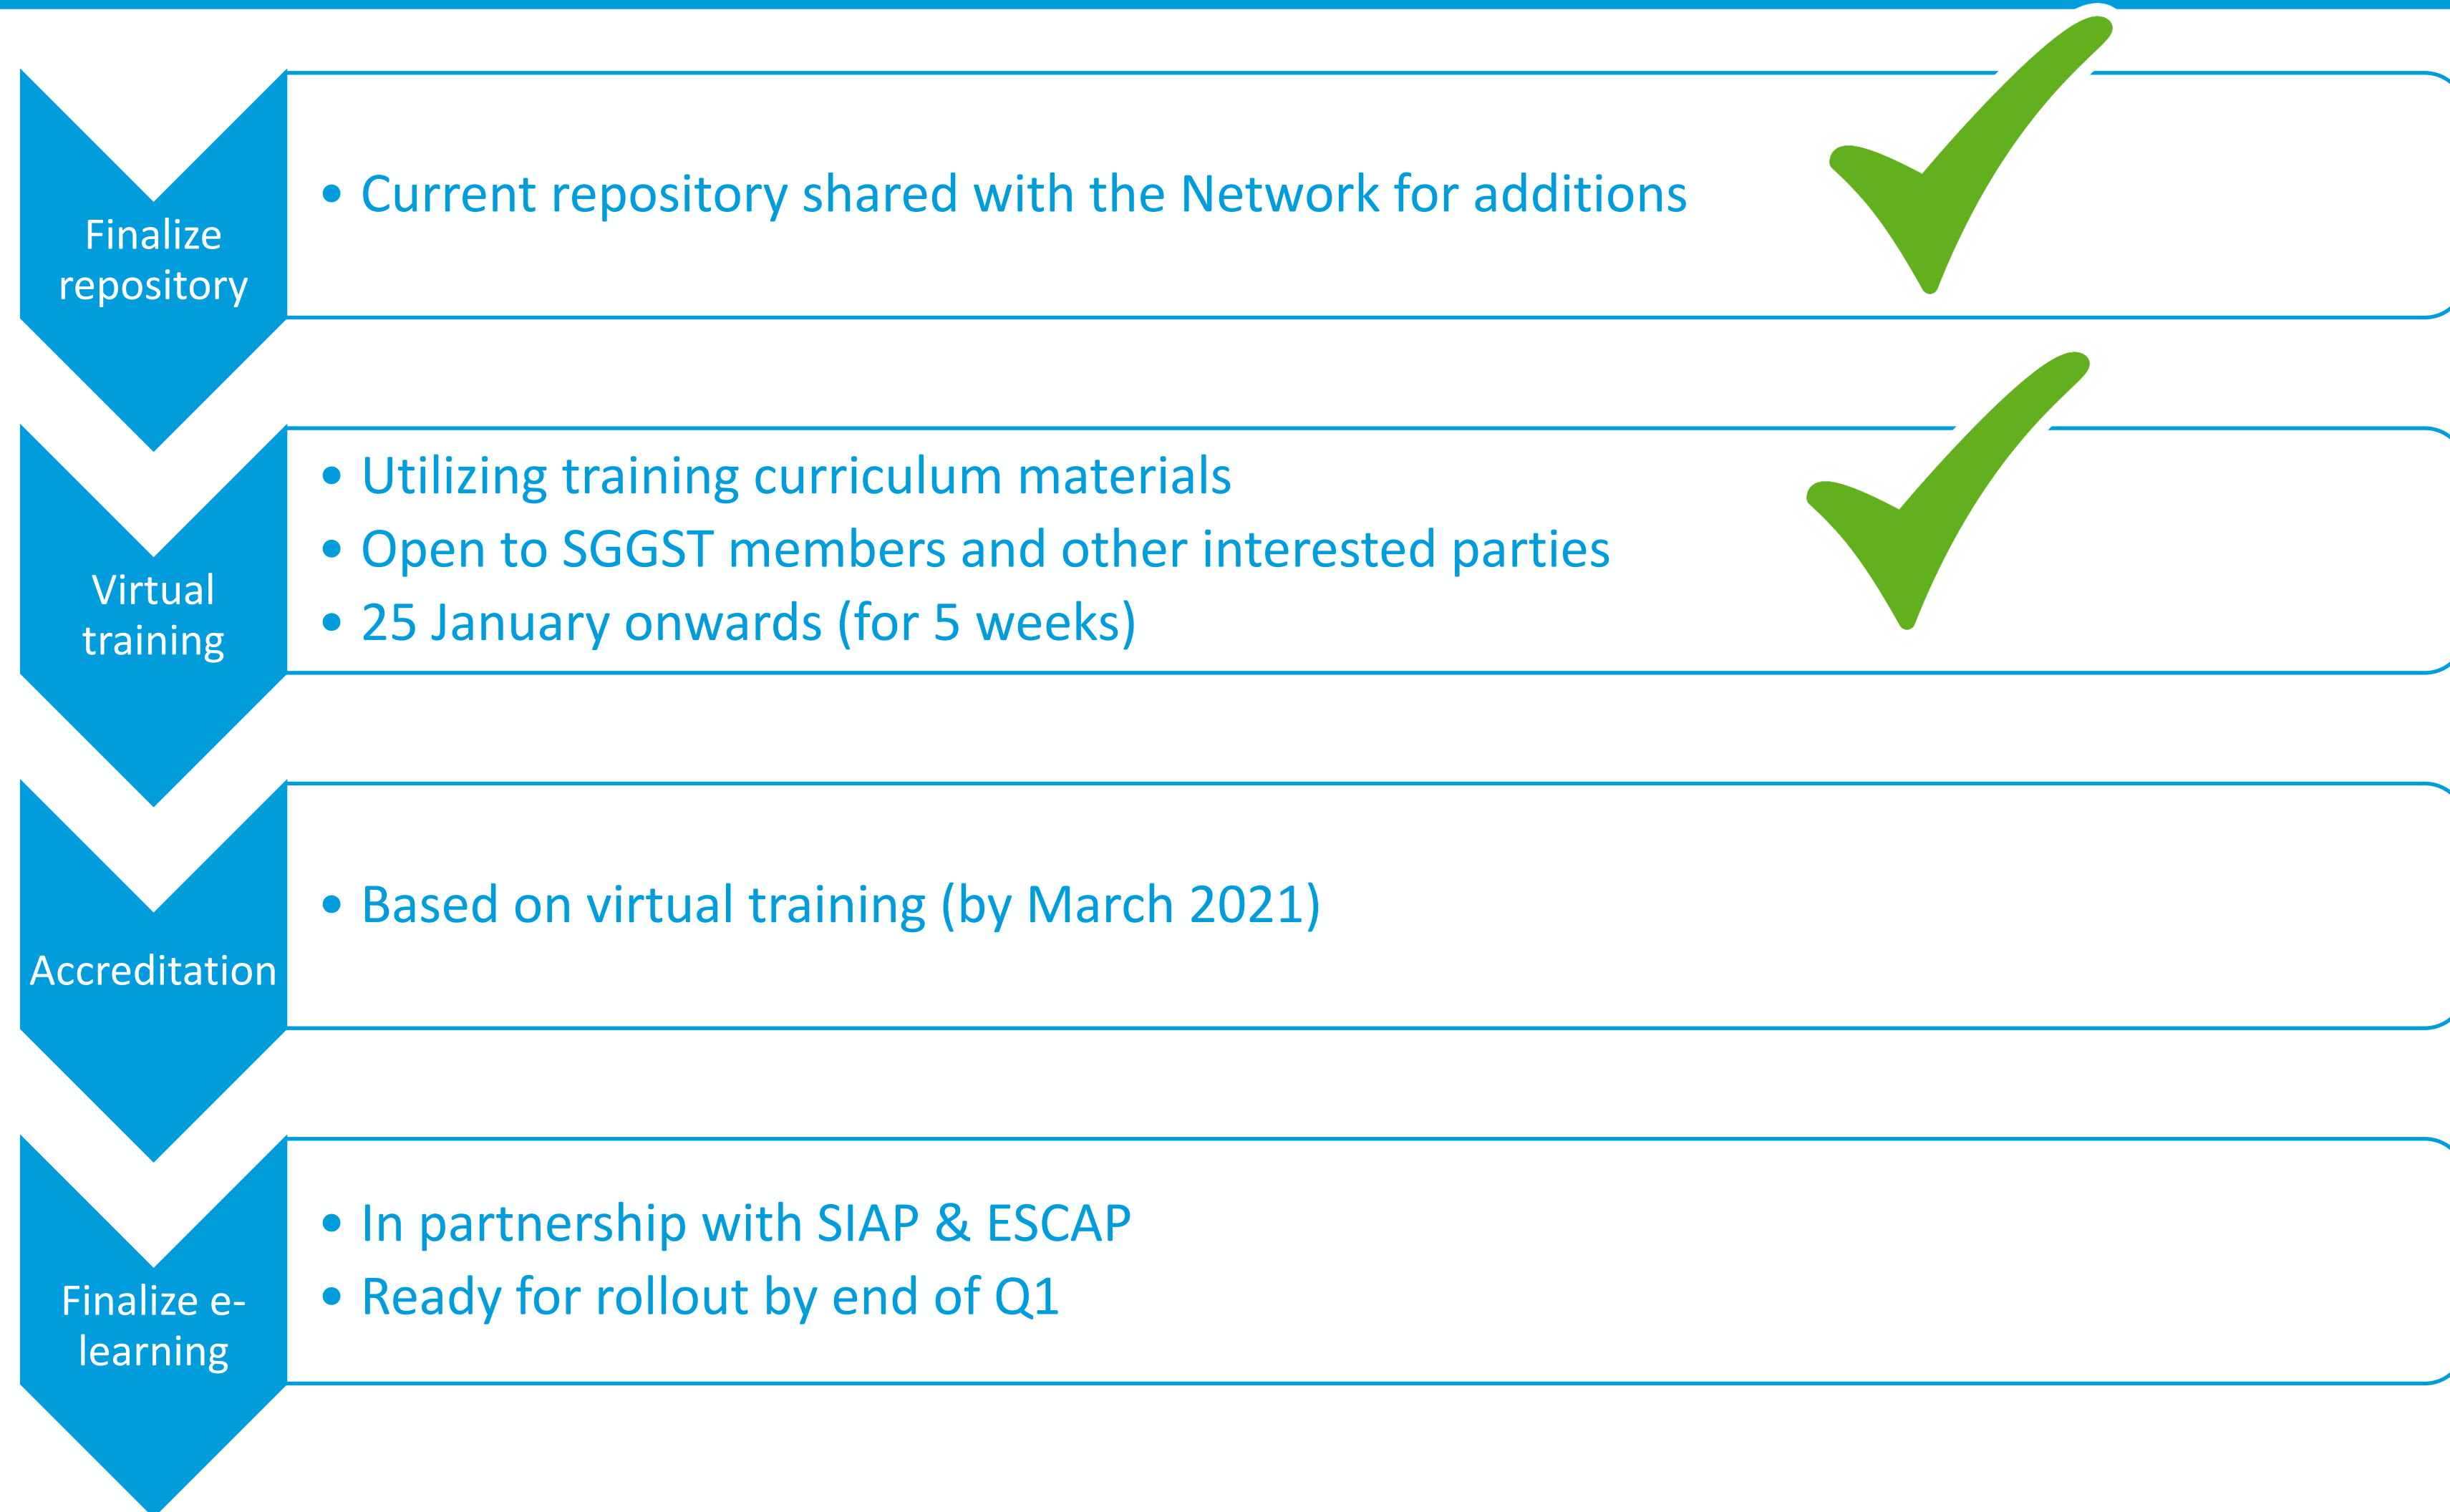 Finalize
repository
• Current repository shared with the Network for additions
Virtual
training
• Utilizing training curriculum materials
• Open to SGGST members and other interested parties
• 25 January onwards (for 5 weeks)
Accreditation
• Based on virtual training (by March 2021)
Finalize e-
learning
• In partnership with SIAP & ESCAP
• Ready for rollout by end of Q1